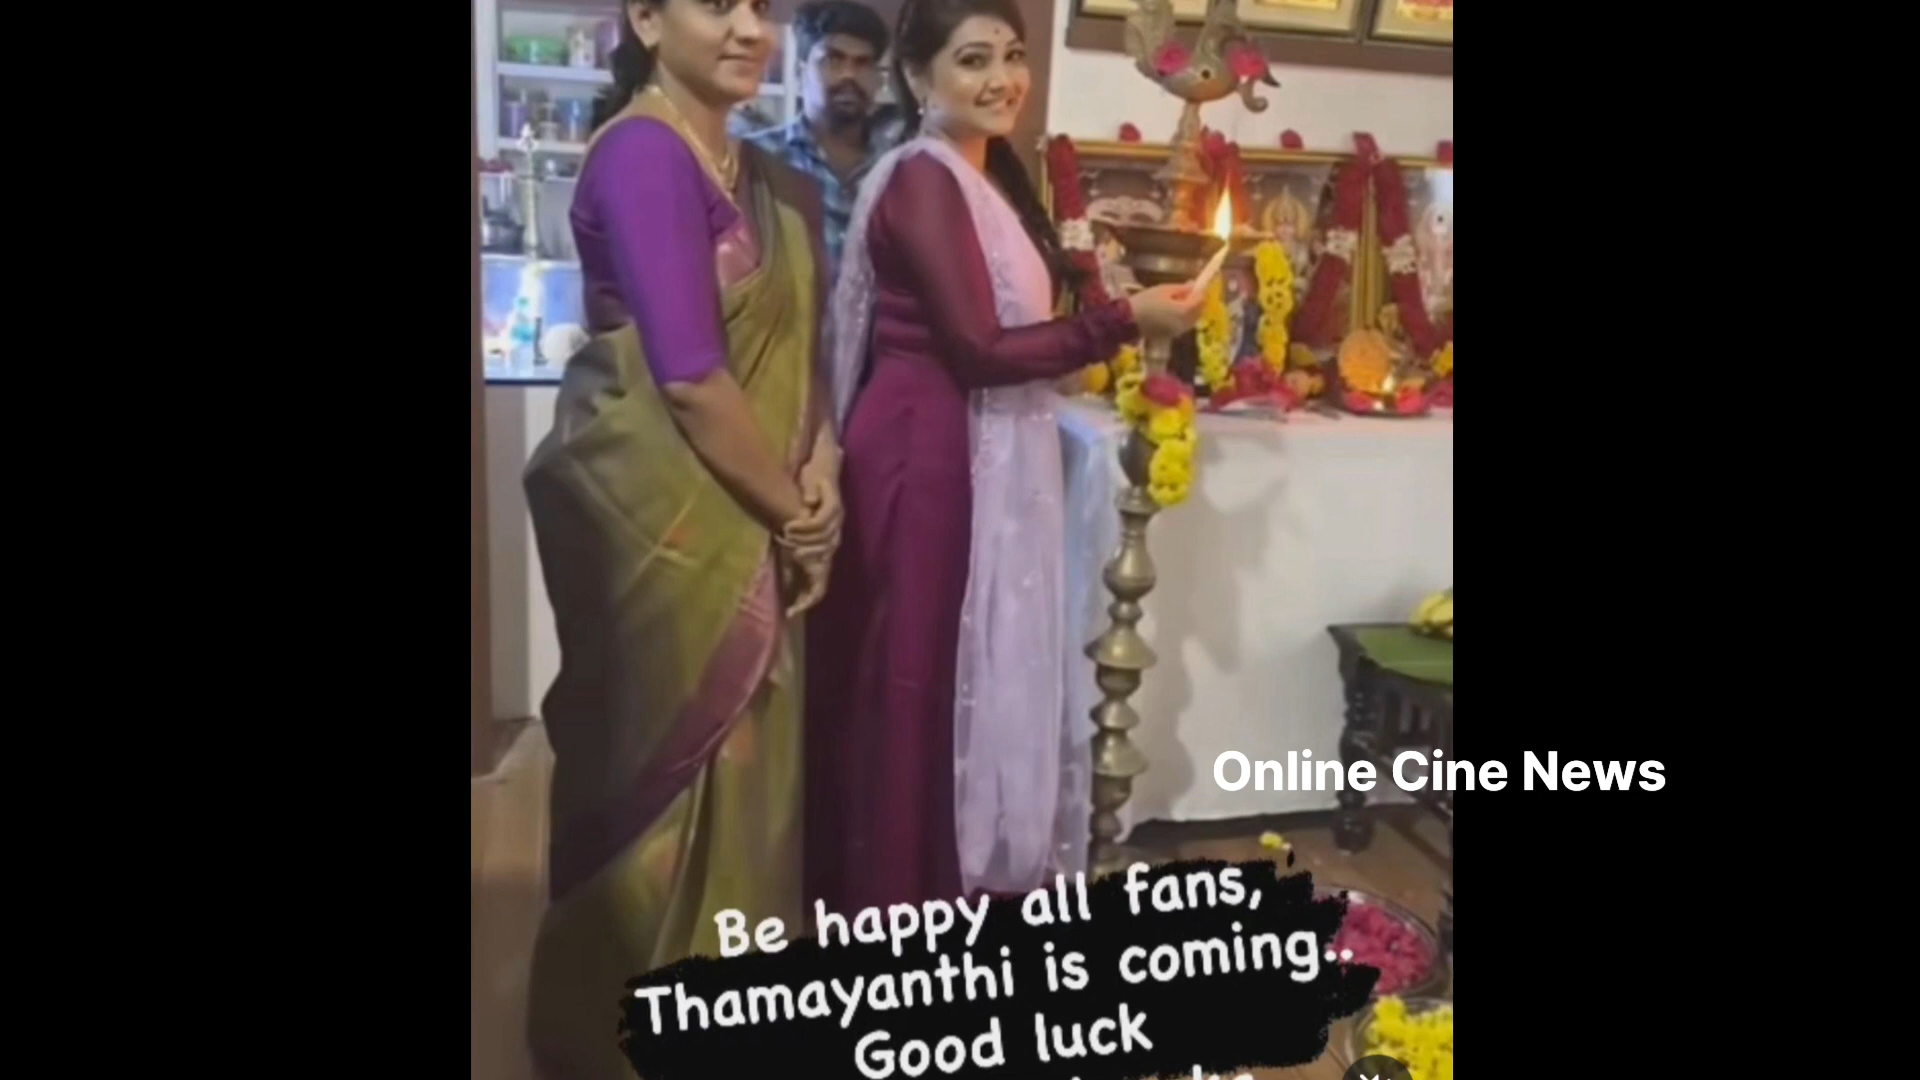 Online Cine News
Be happy all fans,
Thamayanthi is coming..
Good luck